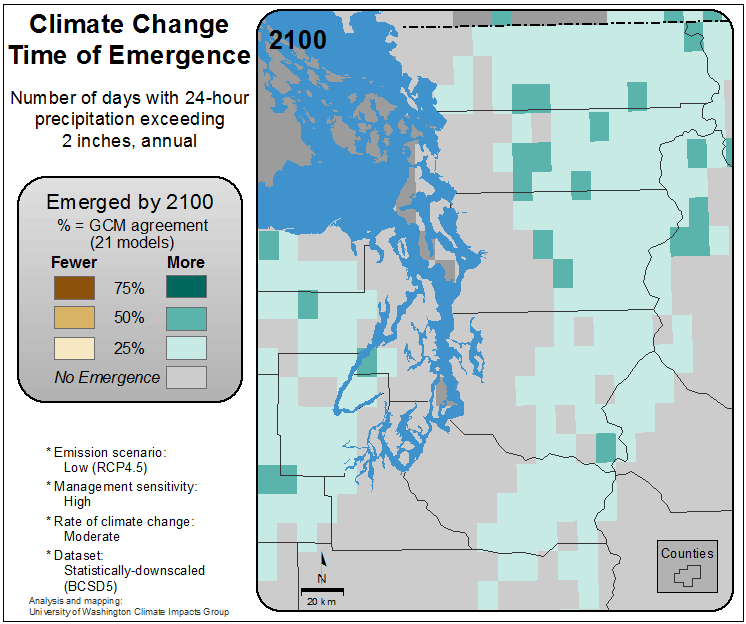 Climate Change
Time of Emergence
Number of days with 24-hour
precipitation exceeding
2 inches, annual
Emerged by 2100
% = GCM agreement
(21 models)
Fewer More
75%
50%
25%
No Emergence
* Emission scenario:
Low (RCP4.5)
* Management sensitivity:
High
* Rate of climate change:
Moderate
* Dataset:
Statistically-downscaled
(BCSD5)
Analysis and mapping:
University of Washington Climate Impacts Group
2100
N
20 km
Counties